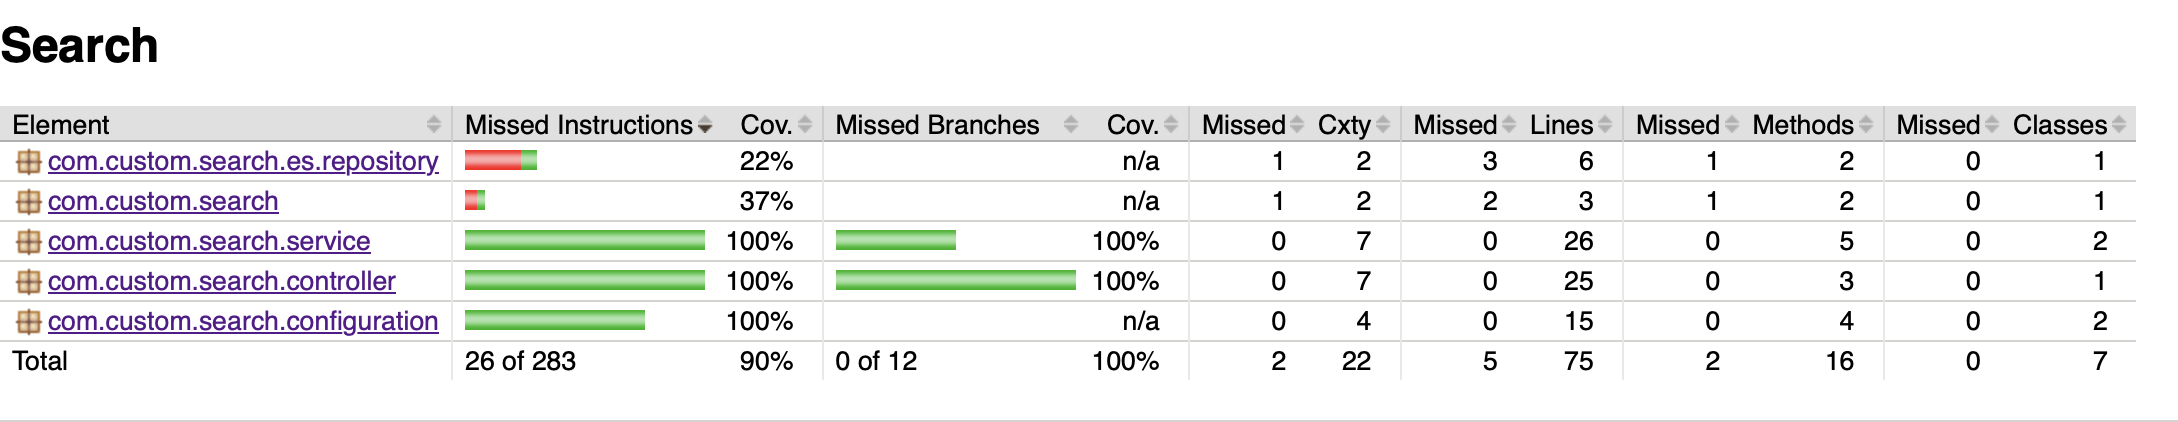 Search
Element Missed Instructions Cov. Missed Branches Cov. Missed Cxty Missed Lines Missed Methods Missed Classes
com.custom.search.es.repository 22% n/a 1 2 3 6 1 2 0 1
com.custom.search 37% n/a 1 2 2 3 1 2 0 1
com.custom.search.service 100% 100% 0 7 0 26 0 5 0 2
com.custom.search.controller 100% 100% 0 7 0 25 0 3 0 1
com.custom.search.configuration 100% n/a 0 4 0 15 0 4 0 2
Total 26 of 283 90% 0 of 12 100% 2 22 5 75 2 16 0 7